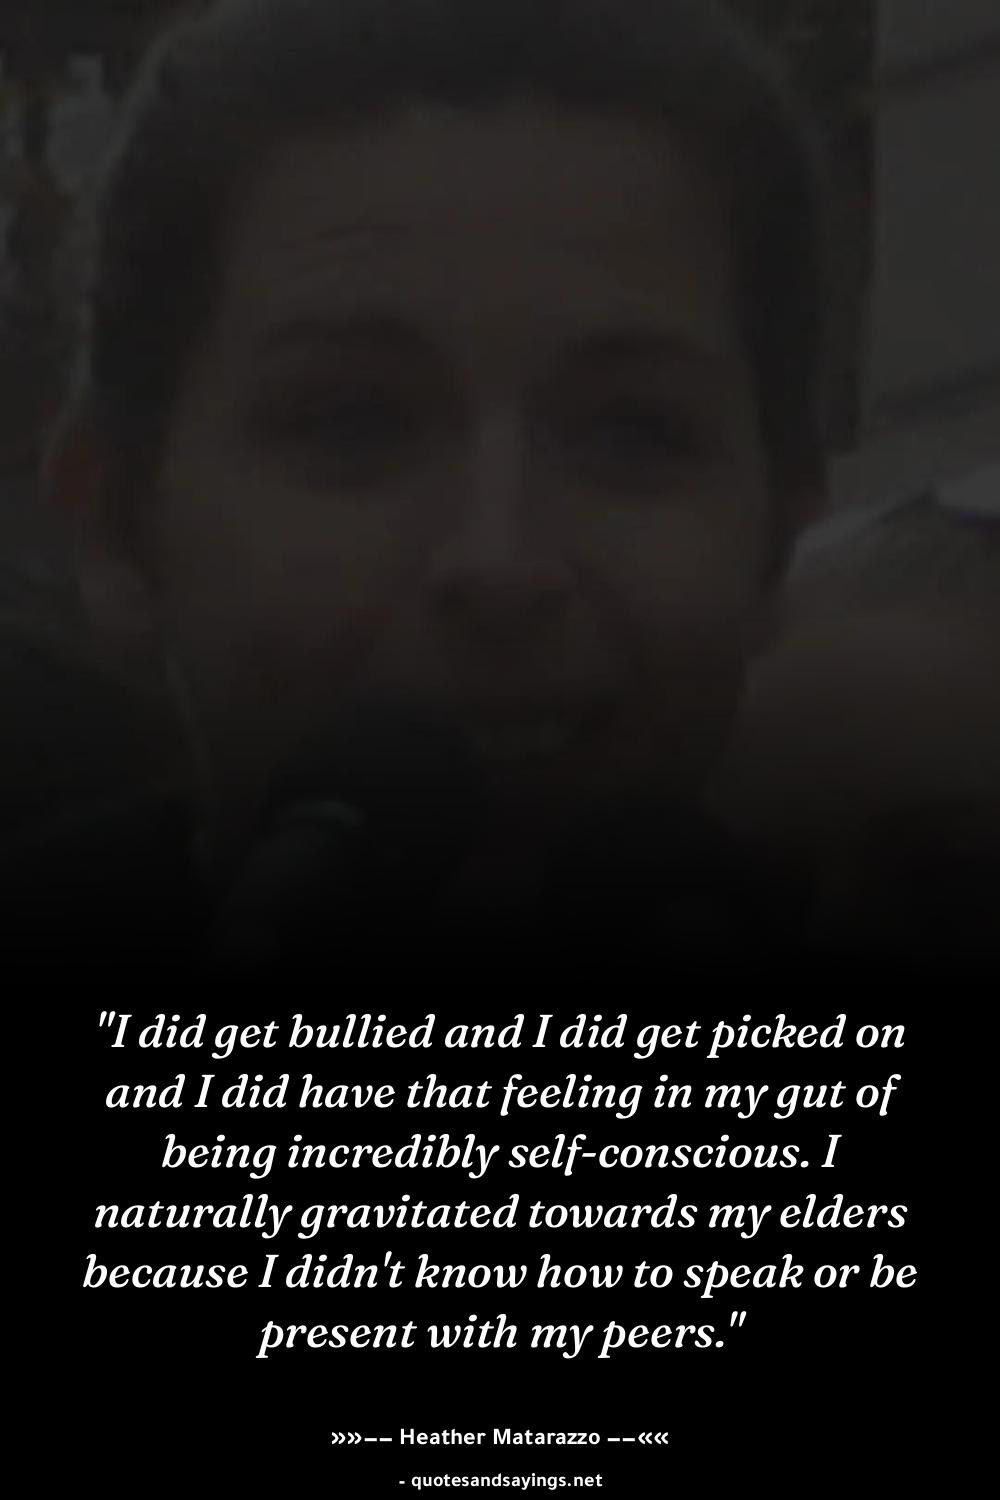 "I did get bullied and I did get picked on
and I did have that feeling in my gut of
being incredibly self-conscious. I
naturally gravitated towards my elders
because I didn't know how to speak or be
present with my peers."
»»−− Heather Matarazzo −−««
- quotesandsayings.net